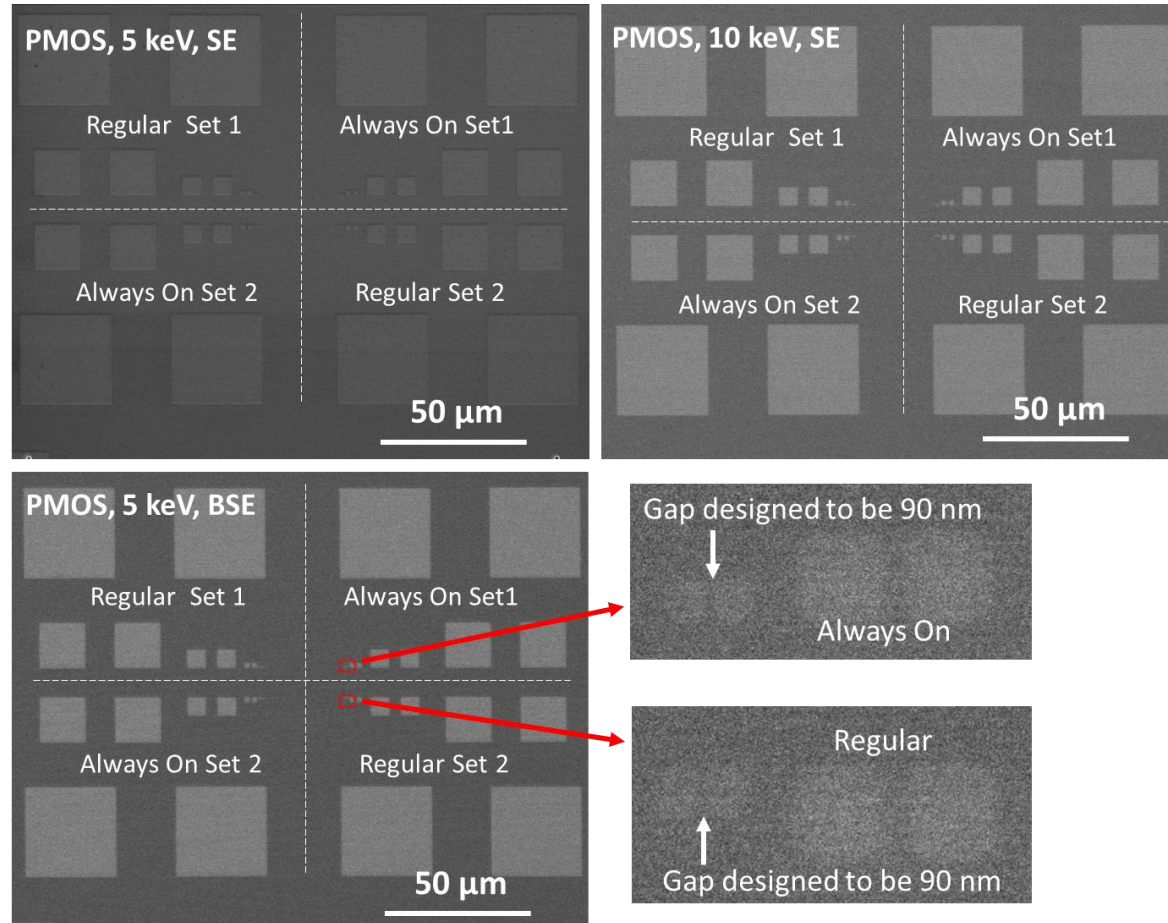 PMOS, 5 keV, SE
Regular Set 1
Always On Set1
Always On Set 2
Regular Set 2
50 μm
PMOS, 10 keV, SE
Regular Set 1
Always On Set1
Always On Set 2
Regular Set 2
50 μm
PMOS, 5 keV, BSE
Regular Set 1
Always On Set1
Always On Set 2
Regular Set 2
50 μm
Gap designed to be 90 nm
Always On
Regular
Gap designed to be 90 nm